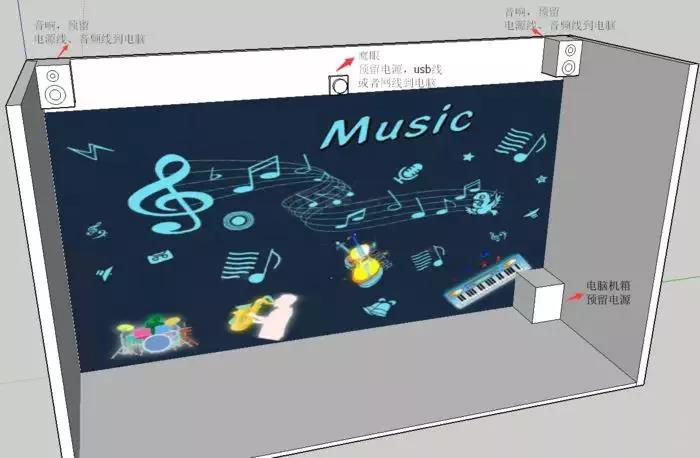 音响，预留
电源线、音频线到电脑
音响，预留
电源线、音频线到电脑
鹰眼
预留电源，usb线
或者网线到电脑
Music
电脑机箱
预留电源